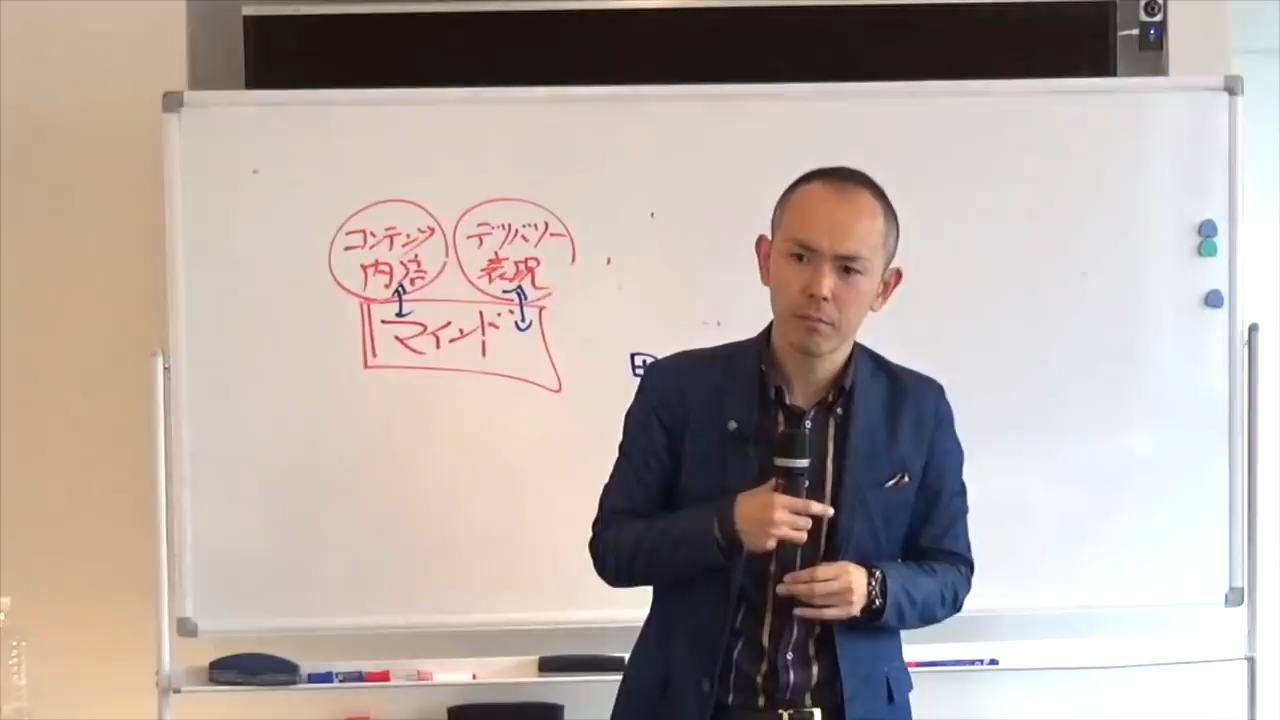 コンテンツ
内容
デリバリー
表現
マインド